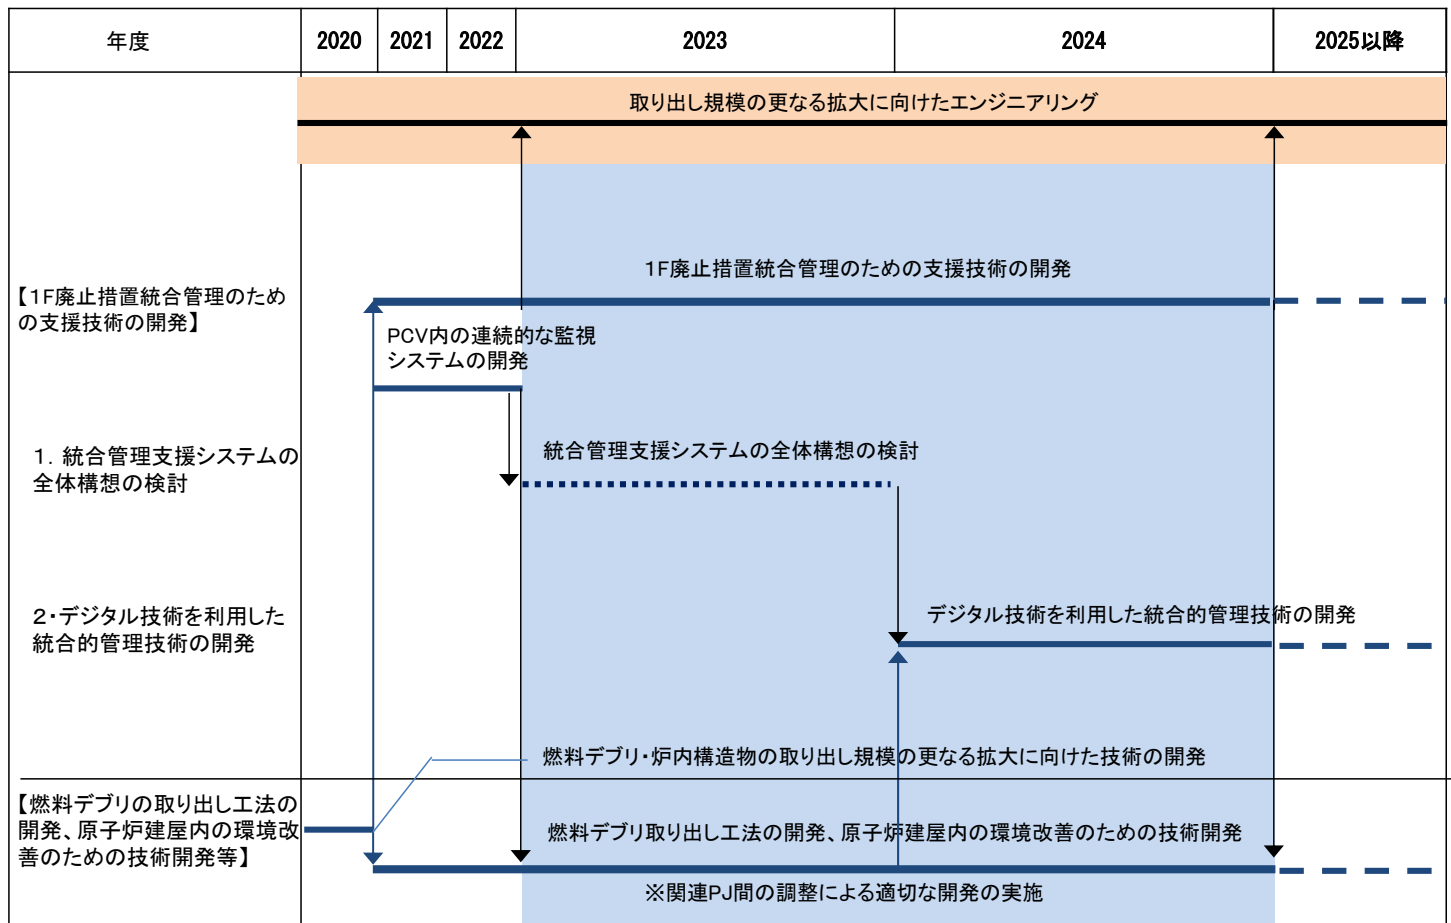 年度
2020
2021
2022
2023
2024
2025以降
取り出し規模の更なる拡大に向けたエンジニアリング
1F廃止措置統合管理のための支援技術の開発
【1F廃止措置統合管理のため
の支援技術の開発】
PCV内の連続的な監視
システムの開発
1. 統合管理支援システムの
全体構想の検討
統合管理支援システムの全体構想の検討
2・デジタル技術を利用した
統合的管理技術の開発
デジタル技術を利用した統合的管理技術の開発
燃料デブリ・炉内構造物の取り出し規模の更なる拡大に向けた技術の開発
【燃料デブリの取り出し工法の
開発、原子炉建屋内の環境改
善のための技術開発等】
燃料デブリ取り出し工法の開発、原子炉建屋内の環境改善のための技術開発
※関連PJ間の調整による適切な開発の実施